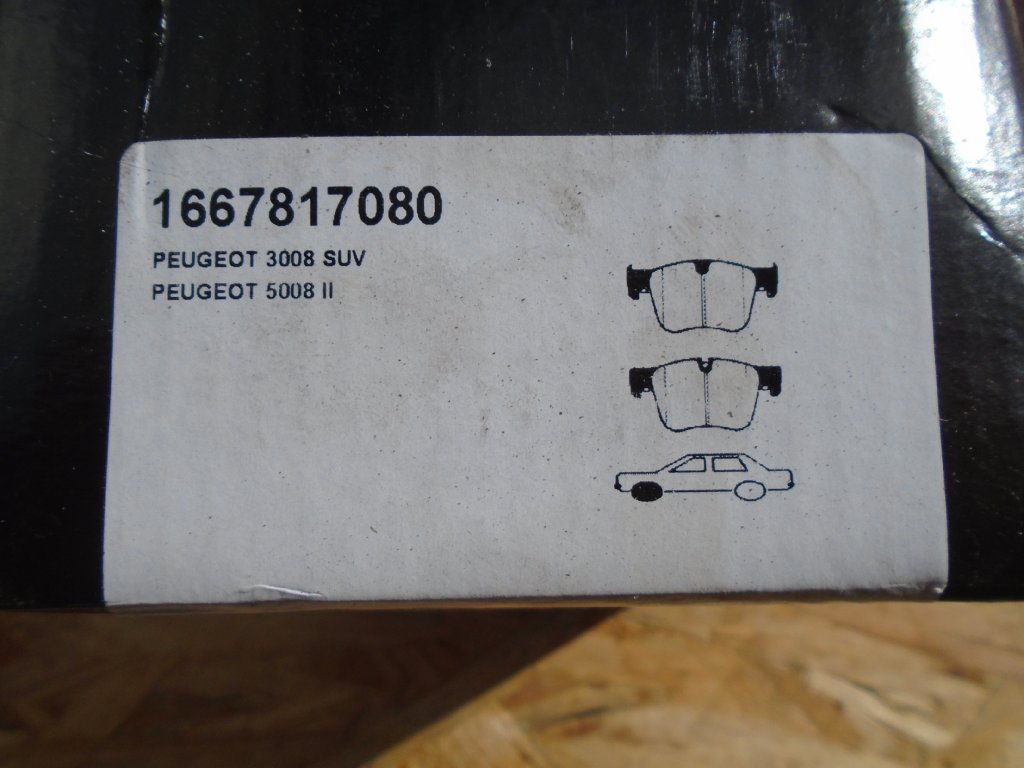 1667817080
PEUGEOT 3008 SUV
PEUGEOT 5008 II